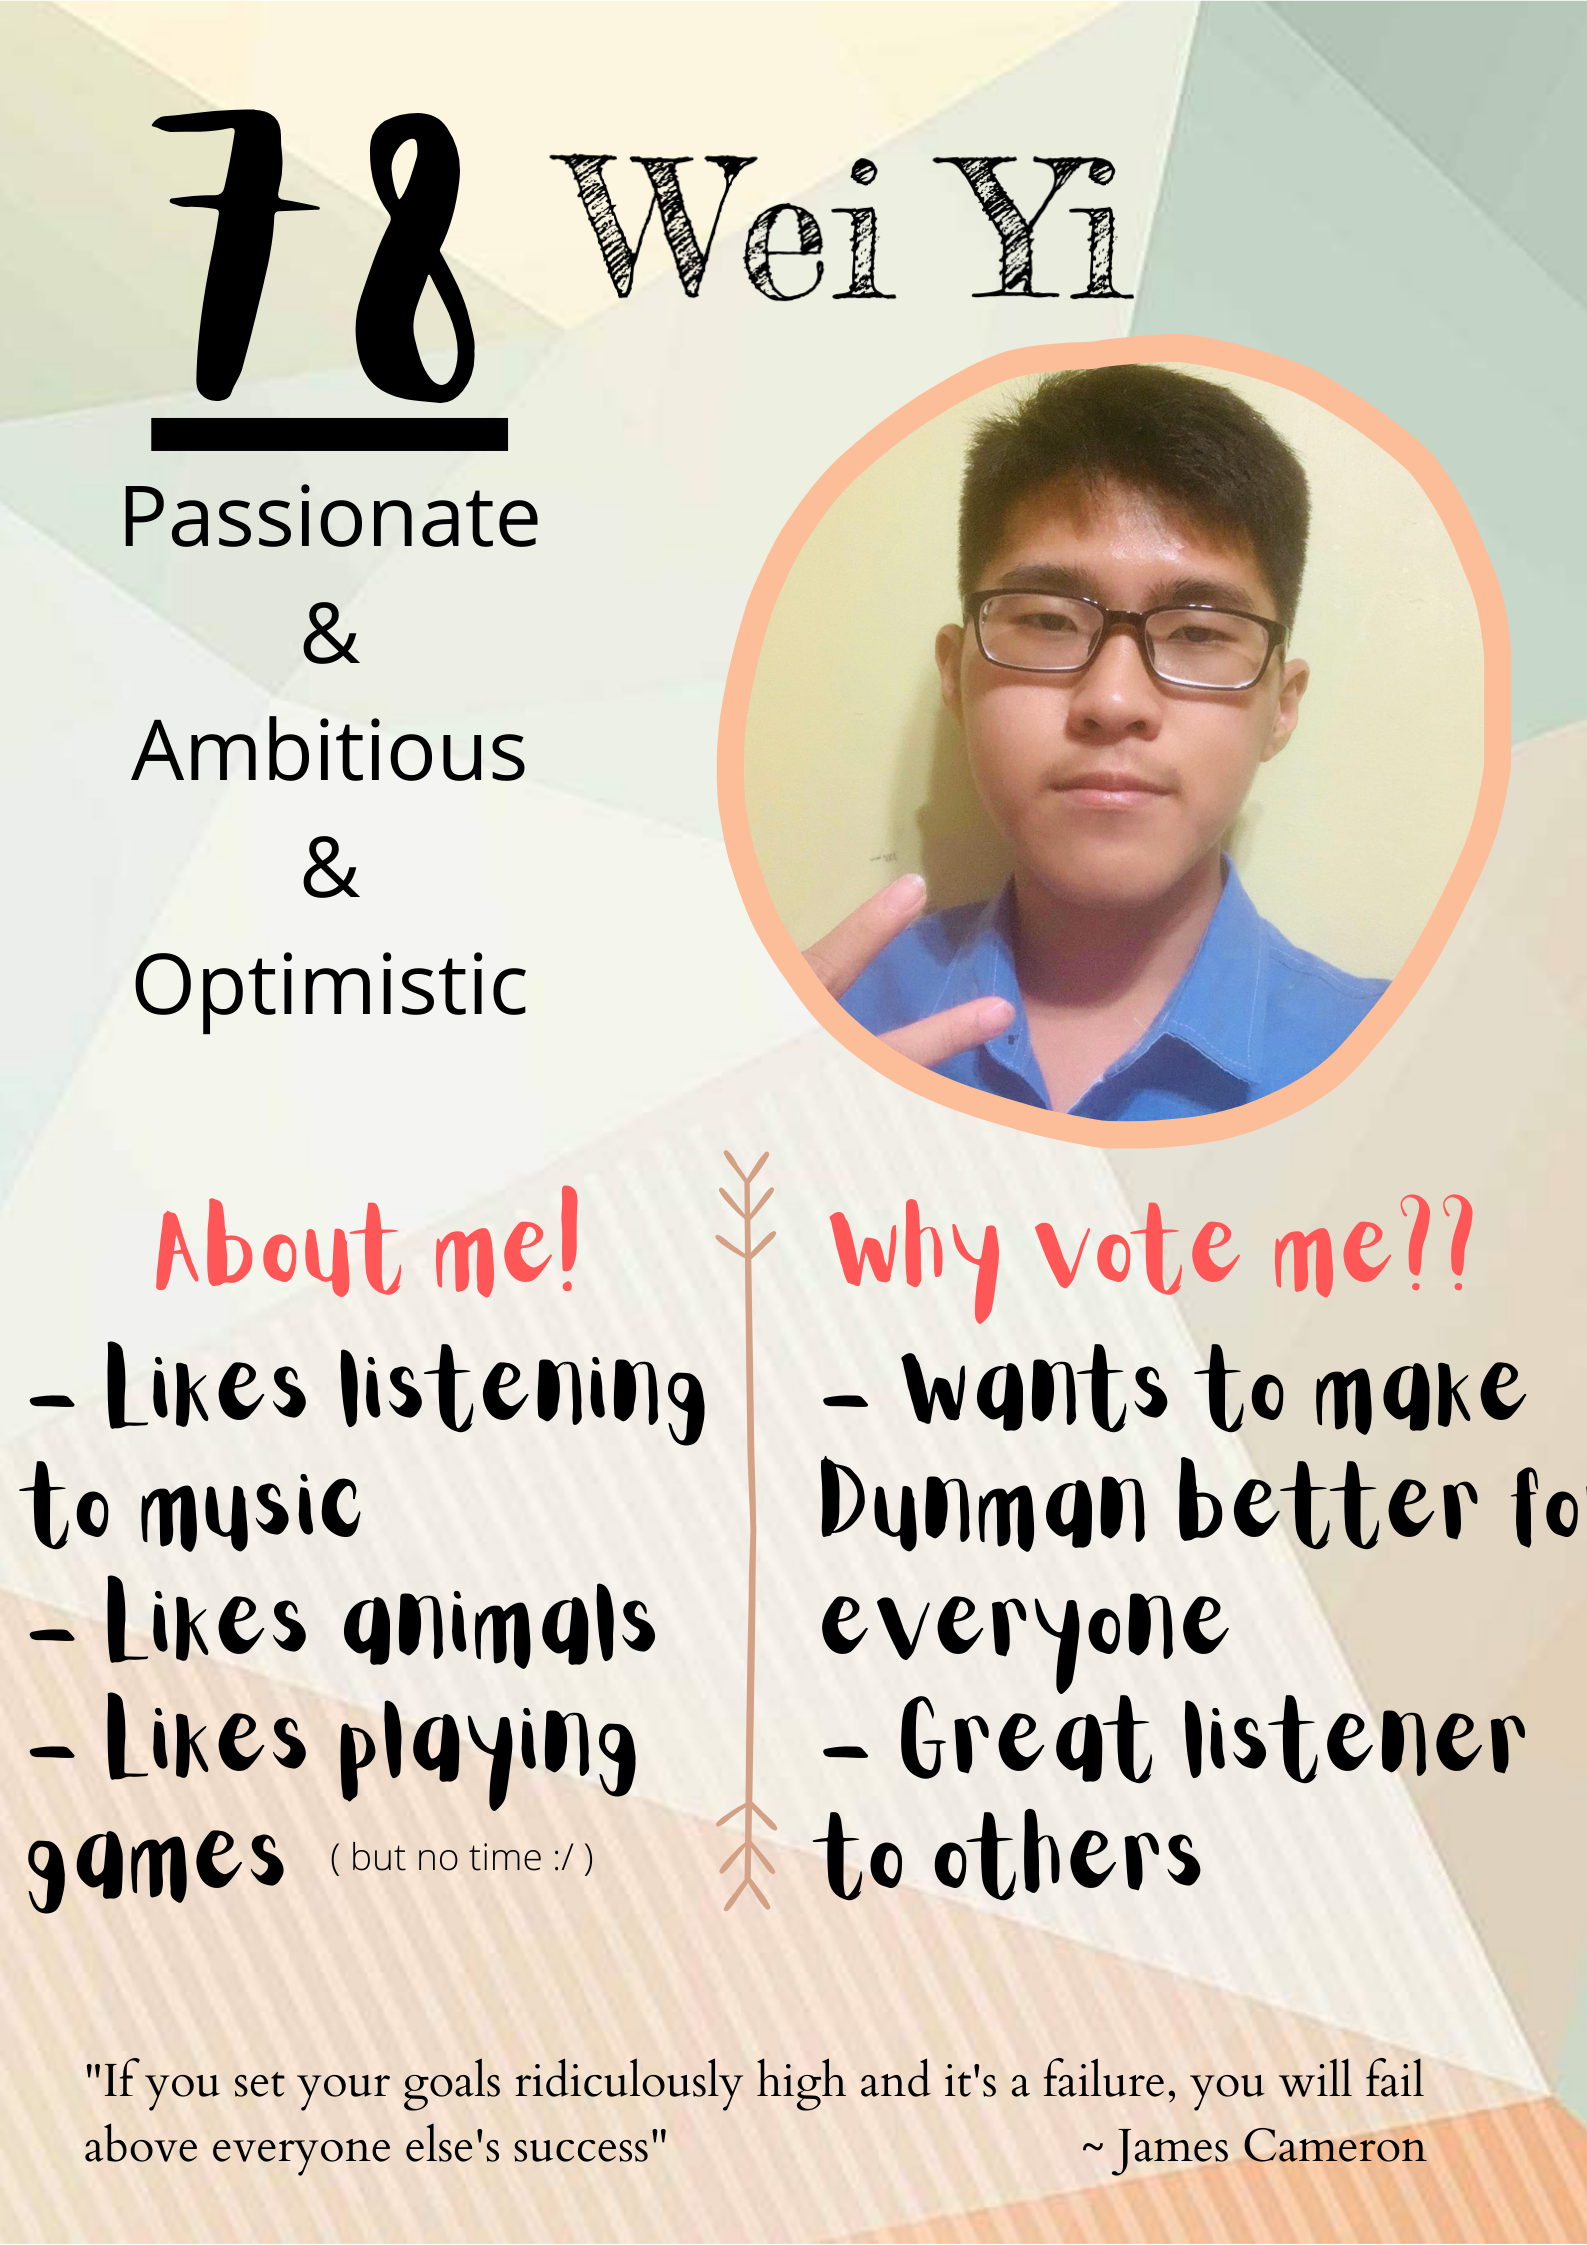 78 Wei Yi
Passionate
&
Ambitious
&
Optimistic
About me!
- Likes listening
to music
- Likes animals
- Likes playing
games ( but no time :/ )
Why vote me??
- Wants to make
Dunman better fo
everyone
- Great listener
to others
"If you set your goals ridiculously high and it's a failure, you will fail
above everyone else's success" ~ James Cameron